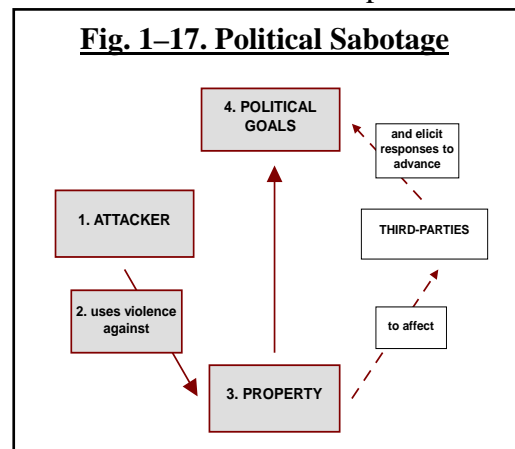 Fig. 1–17. Political Sabotage
4. POLITICAL
GOALS
and elicit
responses to
advance
1. ATTACKER
THIRD-PARTIES
2. uses violence
against
to affect
3. PROPERTY